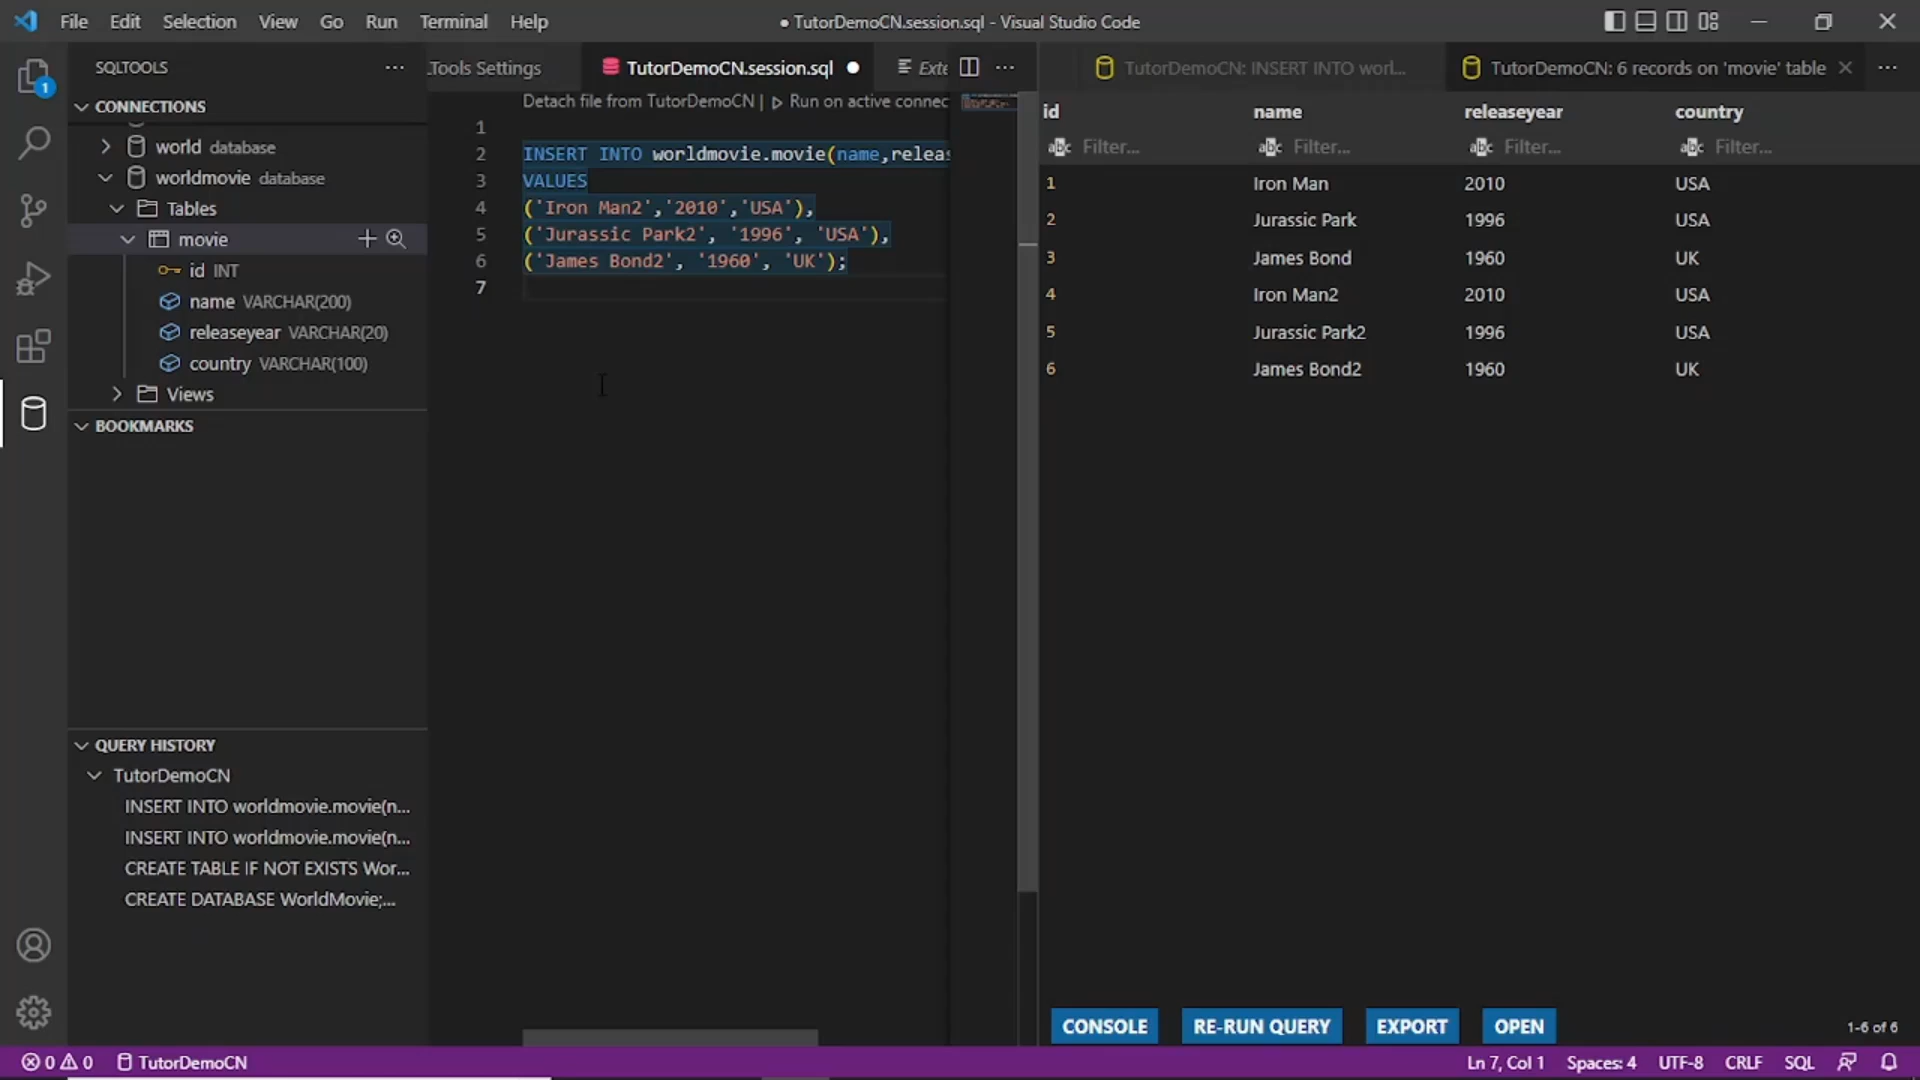 File Edit Selection View Go Run Terminal Help
● TutorDemoCN.session.sql - Visual Studio Code
1
SQLTOOLS
CONNECTIONS
world database
worldmovie database
Tables
movie
id INT
name VARCHAR(200)
releaseyear VARCHAR(20)
country VARCHAR(100)
Views
BOOKMARKS
QUERY HISTORY
TutorDemoCN
INSERT INTO worldmovie.movie(n...
INSERT INTO worldmovie.movie(n...
CREATE TABLE IF NOT EXISTS Wor...
CREATE DATABASE WorldMovie;...
Tools Settings
TutorDemoCN.session.sql
Exte
Detach file from TutorDemoCN | ▷ Run on active connec
1
2 INSERT INTO worldmovie.movie(name,releas
3 VALUES
4 ('Iron Man2','2010','USA'),
5 ('Jurassic Park2', '1996', 'USA'),
6 ('James Bond2', '1960', 'UK');
7
TutorDemoCN: INSERT INTO worl...
TutorDemoCN: 6 records on 'movie' table
id name releaseyear country
abc Filter... abc Filter... abc Filter... abc Filter...
1 Iron Man 2010 USA
2 Jurassic Park 1996 USA
3 James Bond 1960 UK
4 Iron Man2 2010 USA
5 Jurassic Park2 1996 USA
6 James Bond2 1960 UK
CONSOLE RE-RUN QUERY EXPORT OPEN 1-6 of 6
0 0 TutorDemoCN
Ln 7, Col 1 Spaces: 4 UTF-8 CRLF SQL